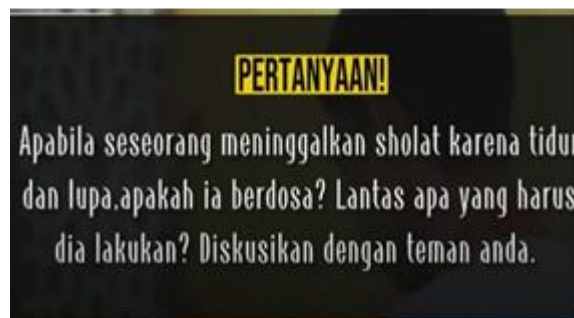 PERTANYAAN!
Apabila seseorang meninggalkan sholat karena tidur
dan lupa,apakah ia berdosa? Lantas apa yang harus
dia lakukan? Diskusikan dengan teman anda.